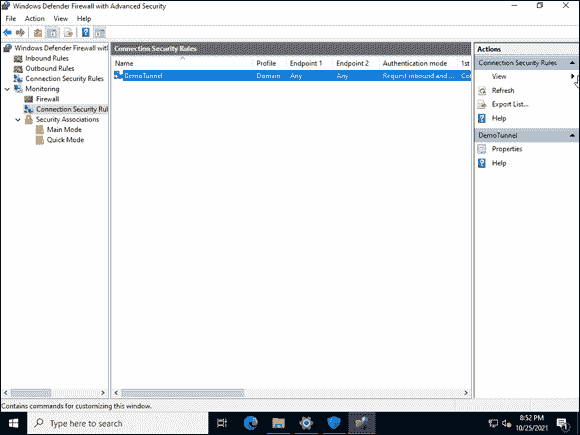 Windows Defender Firewall with Advanced Security
File Action View Help
Windows Defender Firewall witl
Inbound Rules
Outbound Rules
Connection Security Rules
Monitoring
Firewall
Connection Security Rul
Security Associations
Main Mode
Quick Mode
Connection Security Rules
Name Profile Endpoint 1 Endpoint 2 Authentication mode 1st
DemoTunnel Domain Any Any Request inbound and ...
Actions
Connection Security Rules
View
Refresh
Export List...
Help
DemoTunnel
Properties
Help
Contains commands for customizing this window.
Type here to search
8:52 PM
10/25/2021